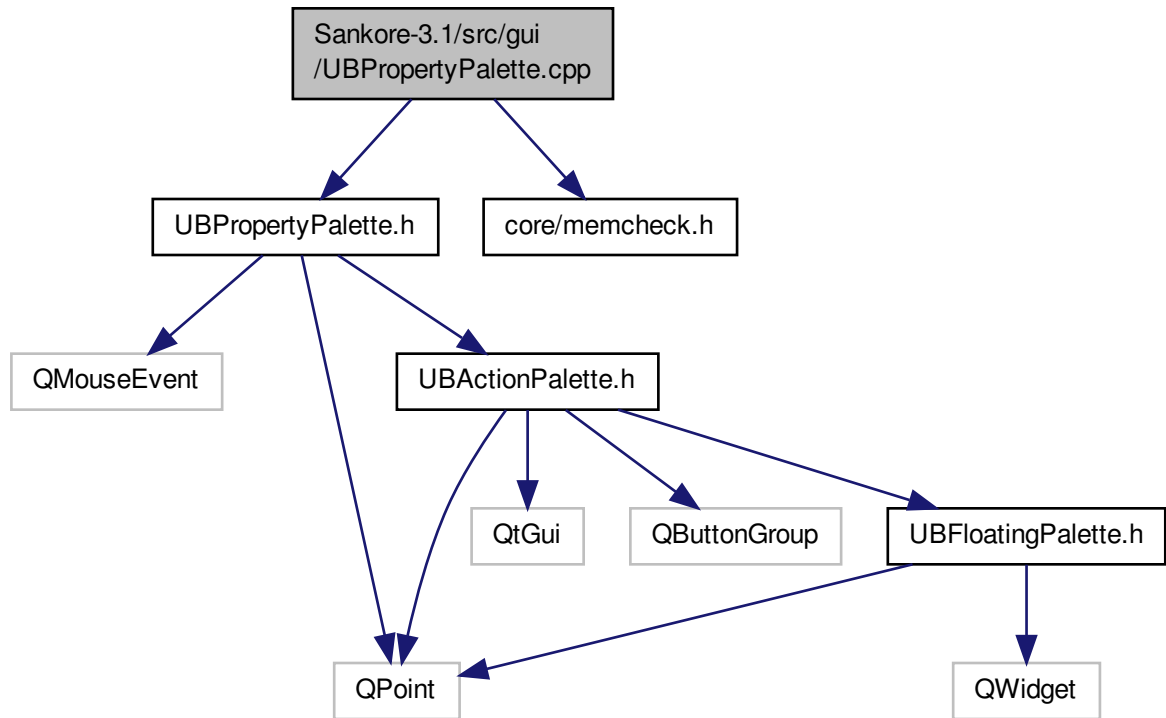 Sankore-3.1/src/gui
/UBPropertyPalette.cpp
UBPropertyPalette.h
core/memcheck.h
QMouseEvent
UBActionPalette.h
QtGui
QButtonGroup
UBFloatingPalette.h
QPoint
QWidget